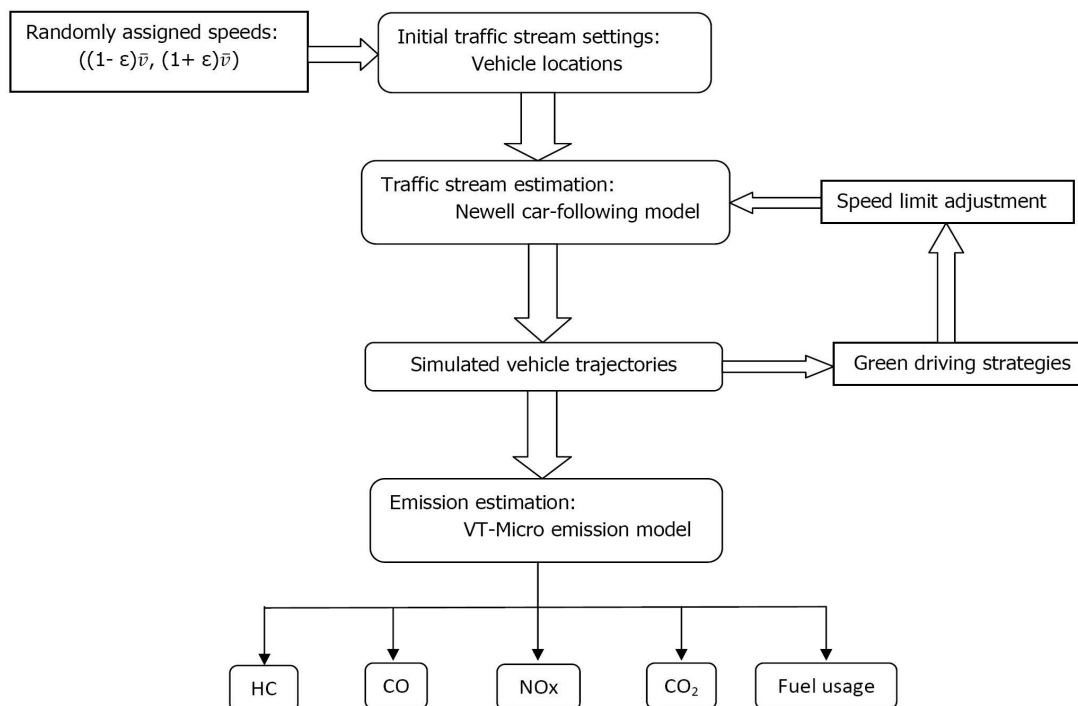 Randomly assigned speeds:
((1- ε)v̄, (1+ ε)v̄)
Initial traffic stream settings:
Vehicle locations
Traffic stream estimation:
Newell car-following model
Speed limit adjustment
Simulated vehicle trajectories
Green driving strategies
Emission estimation:
VT-Micro emission model
HC
CO
NOx
CO₂
Fuel usage